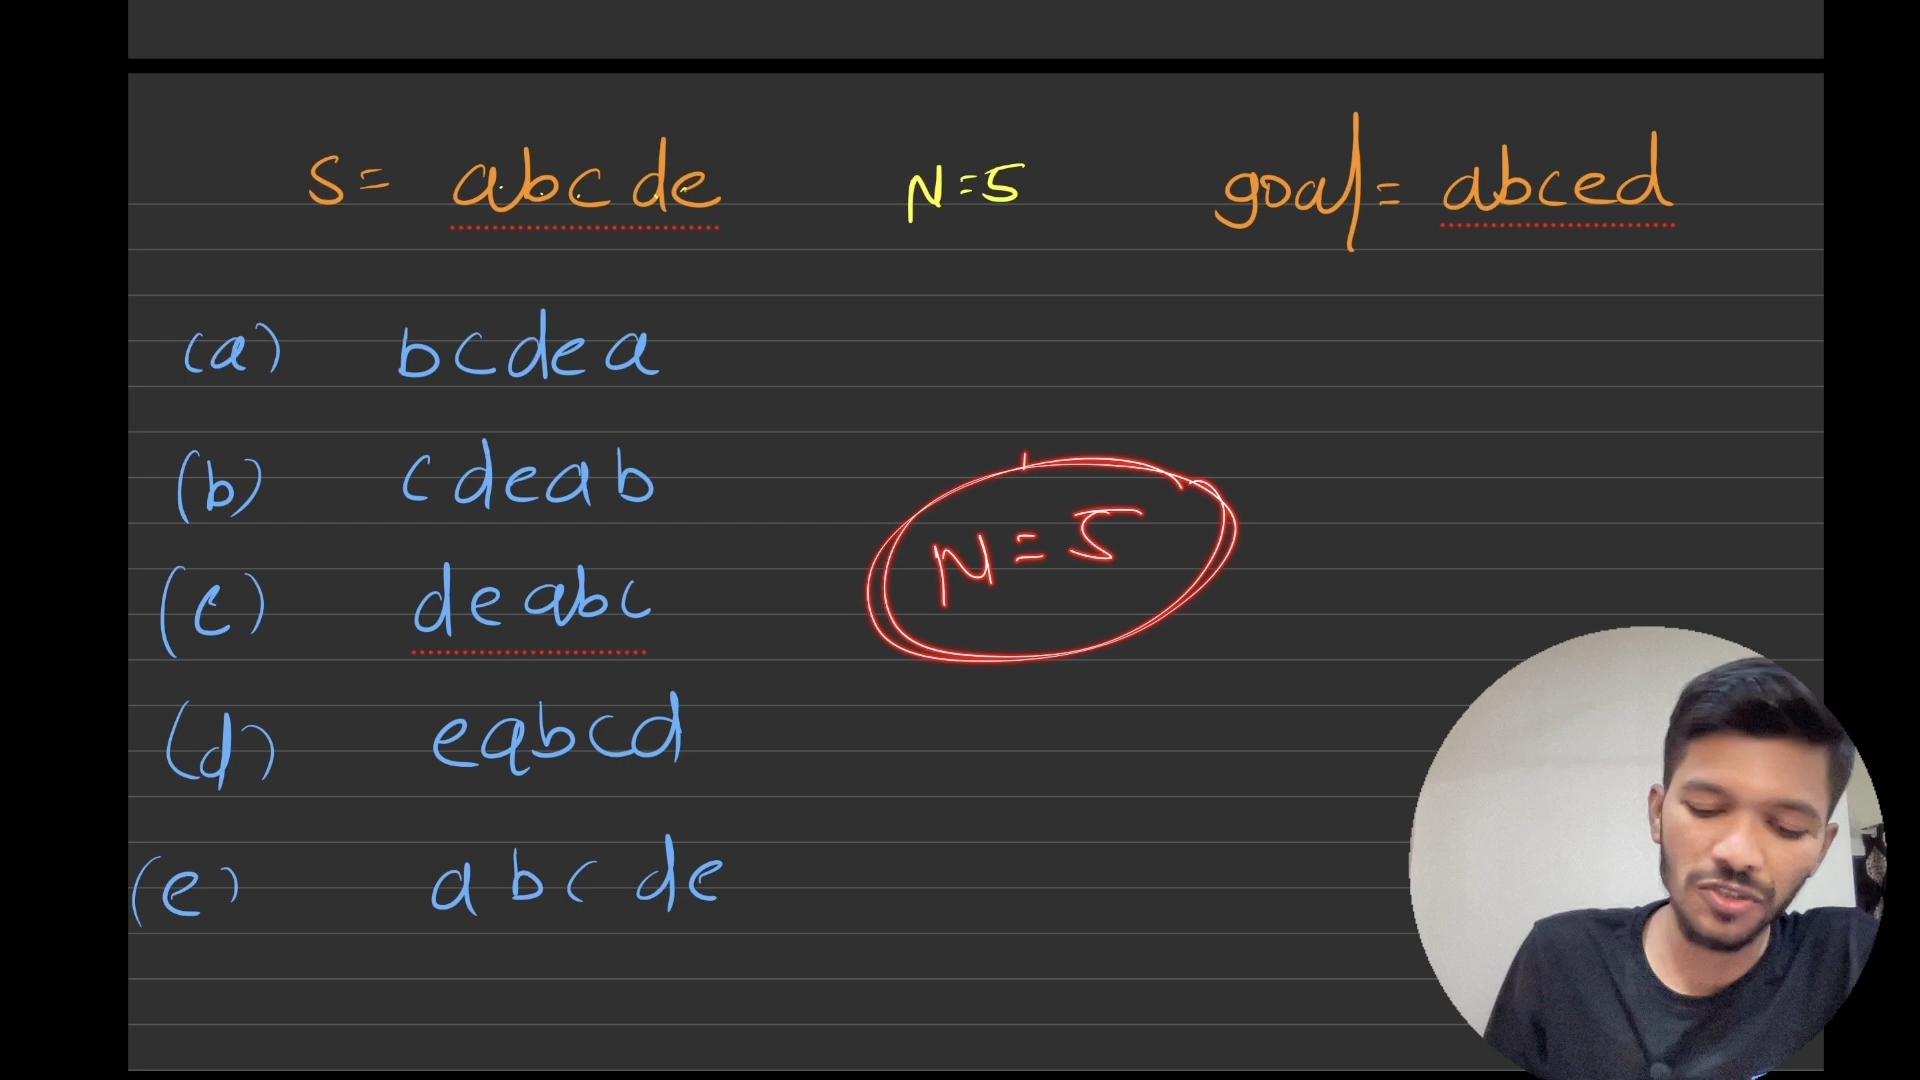 s= abcde N=5 goal= abced
(a) bcdea
(b) cdeab
N=5
(c) deabc
(d) eabcd
(e) abcde